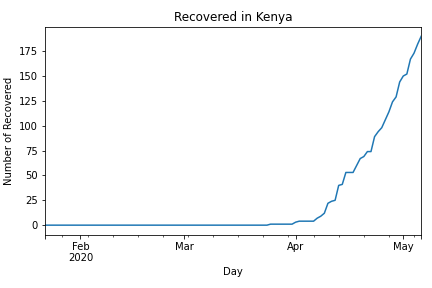 Recovered in Kenya
Number of Recovered
175
150
125
100
75
50
25
0
Feb
2020
Mar
Apr
May
Day